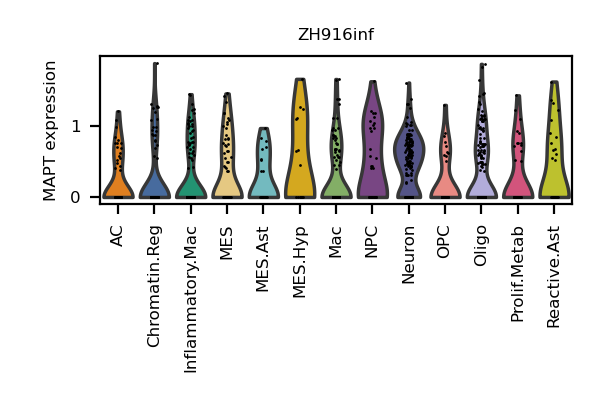 ZH916inf
MAPT expression
1
0
AC
Chromatin.Reg
Inflammatory.Mac
MES
MES.Ast
MES.Hyp
Mac
NPC
Neuron
OPC
Oligo
Prolif.Metab
Reactive.Ast